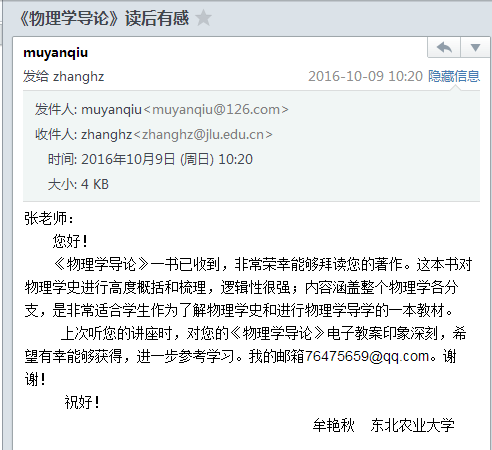 《物理学导论》读后有感
muyanqiu
发给 zhanghz 2016-10-09 10:20 隐藏信息
发件人: muyanqiu<muyanqiu@126.com>
收件人: zhanghz<zhanghz@jlu.edu.cn>
时间: 2016年10月9日 (周日) 10:20
大小: 4 KB
张老师:
您好!
《物理学导论》一书已收到，非常荣幸能够拜读您的著作。这本书对
物理学史进行高度概括和梳理，逻辑性很强；内容涵盖整个物理学各分
支，是非常适合学生作为了解物理学史和进行物理学导学的一本教材。
上次听您的讲座时，对您的《物理学导论》电子教案印象深刻，希
望有幸能够获得，进一步参考学习。我的邮箱76475659@qq.com。谢
谢!
祝好!
牟艳秋 东北农业大学